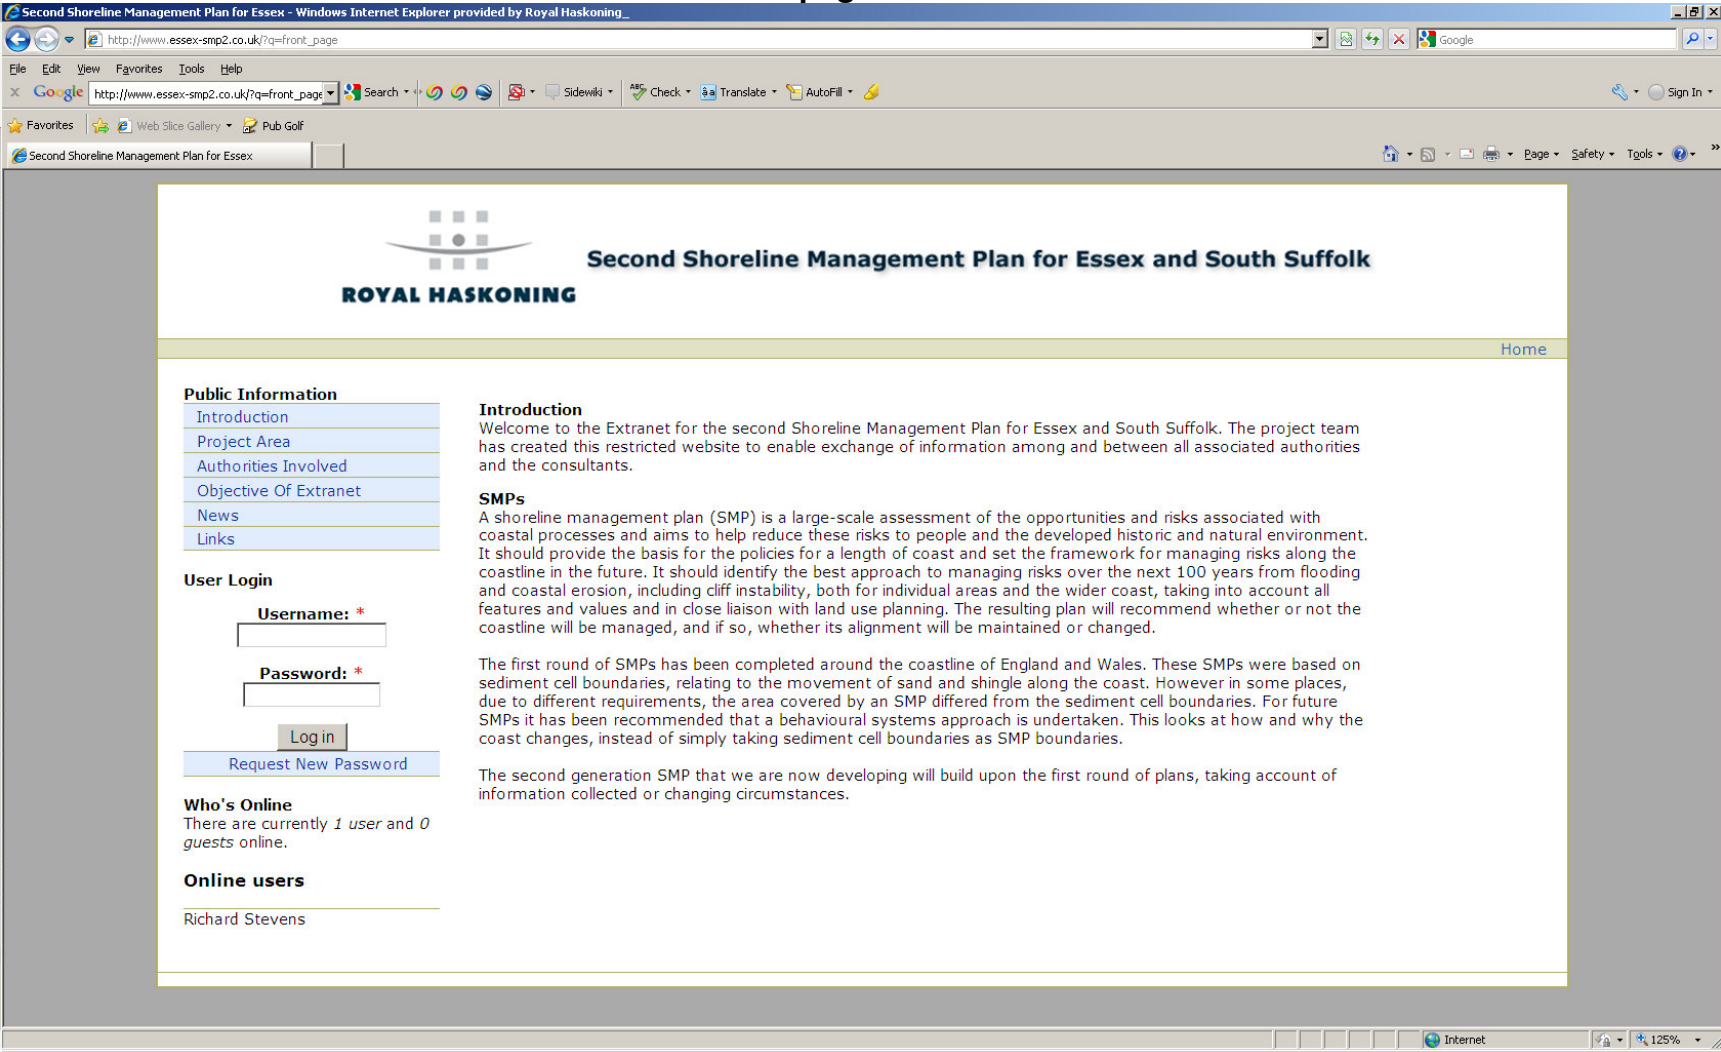 pag
Second Shoreline Management Plan for Essex - Windows Internet Explorer provided by Royal Haskoning_
http://www.essex-smp2.co.uk/?q=front_page
Google
File Edit View Favorites Tools Help
x Google http://www.essex-smp2.co.uk/?q=front_page Search Sidewiki ABC Check Translate AutoFill Sign In
Favorites Web Slice Gallery Pub Golf
Second Shoreline Management Plan for Essex Page Safety Tools »
ROYAL HASKONING
Second Shoreline Management Plan for Essex and South Suffolk
Home
Public Information
Introduction
Project Area
Authorities Involved
Objective Of Extranet
News
Links
User Login
Username: *
Password: *
Log in
Request New Password
Who's Online
There are currently 1 user and 0
guests online.
Online users
Richard Stevens
Introduction
Welcome to the Extranet for the second Shoreline Management Plan for Essex and South Suffolk. The project team
has created this restricted website to enable exchange of information among and between all associated authorities
and the consultants.
SMPs
A shoreline management plan (SMP) is a large-scale assessment of the opportunities and risks associated with
coastal processes and aims to help reduce these risks to people and the developed historic and natural environment.
It should provide the basis for the policies for a length of coast and set the framework for managing risks along the
coastline in the future. It should identify the best approach to managing risks over the next 100 years from flooding
and coastal erosion, including cliff instability, both for individual areas and the wider coast, taking into account all
features and values and in close liaison with land use planning. The resulting plan will recommend whether or not the
coastline will be managed, and if so, whether its alignment will be maintained or changed.
The first round of SMPs has been completed around the coastline of England and Wales. These SMPs were based on
sediment cell boundaries, relating to the movement of sand and shingle along the coast. However in some places,
due to different requirements, the area covered by an SMP differed from the sediment cell boundaries. For future
SMPs it has been recommended that a behavioural systems approach is undertaken. This looks at how and why the
coast changes, instead of simply taking sediment cell boundaries as SMP boundaries.
The second generation SMP that we are now developing will build upon the first round of plans, taking account of
information collected or changing circumstances.
Internet 125%